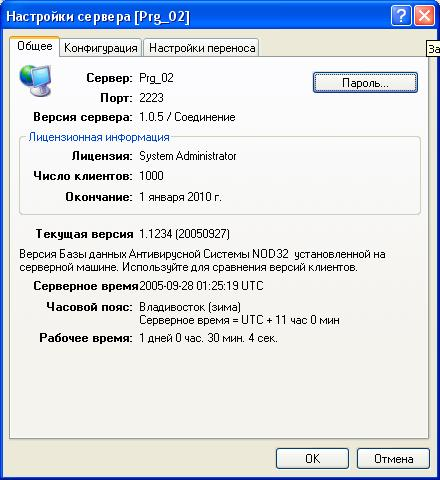 Настройки сервера [Prg_02]
Общее Конфигурация Настройки переноса
За
Сервер: Prg_02 Пароль...
Порт: 2223
Версия сервера: 1.0.5 / Соединение
Лицензионная информация
Лицензия: System Administrator
Число клиентов: 1000
Окончание: 1 января 2010 г.
Текущая версия 1.1234 (20050927)
Версия Базы данных Антивирусной Системы NOD32 установленной на
серверной машине. Используйте для сравнения версий клиентов.
Серверное время 2005-09-28 01:25:19 UTC
Часовой пояс: Владивосток (зима)
Серверное время = UTC + 11 час 0 мин
Рабочее время: 1 дней 0 час. 30 мин. 4 сек.
OK Отмена